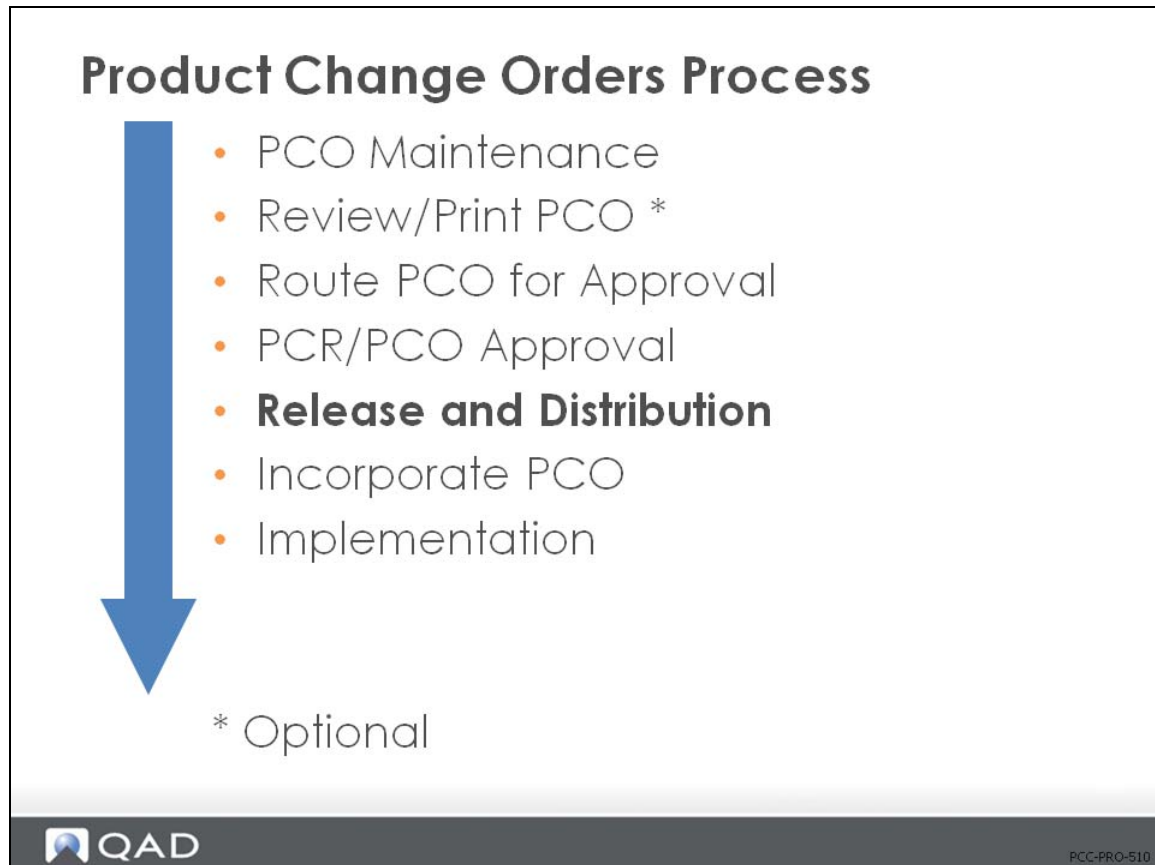 Product Change Orders Process
• PCO Maintenance
• Review/Print PCO *
• Route PCO for Approval
• PCR/PCO Approval
• Release and Distribution
• Incorporate PCO
• Implementation
* Optional
QAD
PCC-PRO-510